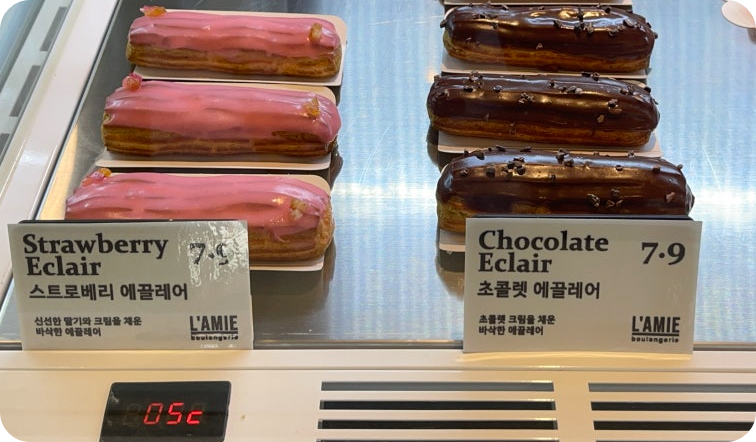 Strawberry
Eclair
7.9
스트로베리 에끌레어
신선한 딸기와 크림을 채운
바삭한 에끌레어
L'AMIE
boulangerie
Chocolate
Eclair
7.9
초콜렛 에끌레어
초콜렛 크림을 채운
바삭한 에끌레어
L'AMIE
boulangerie
05c